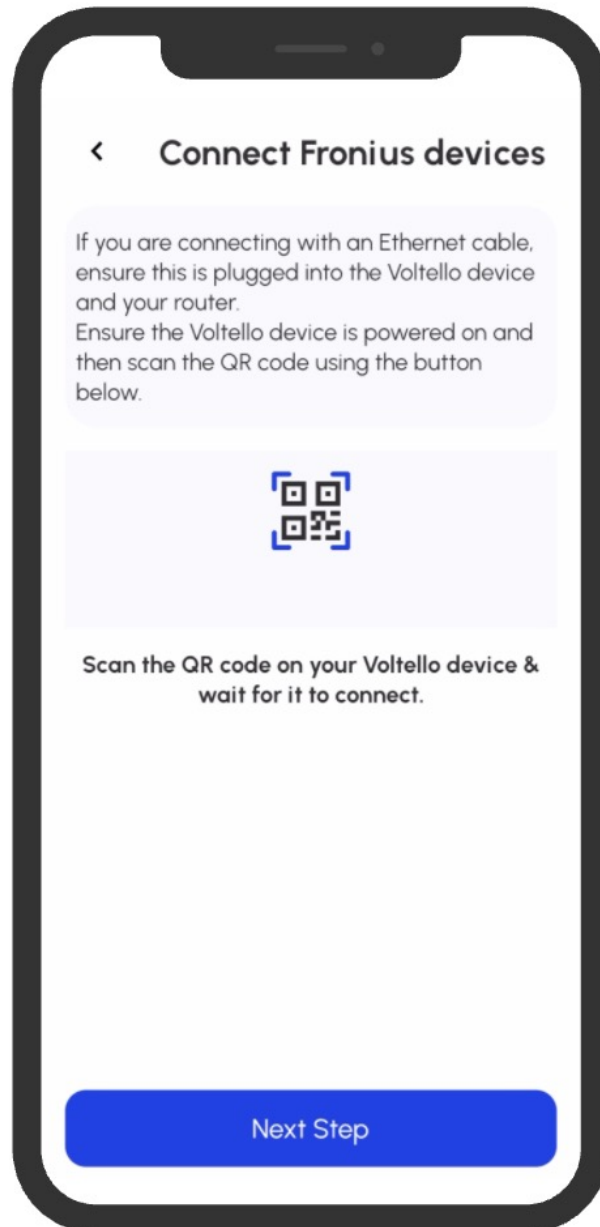 Connect Fronius devices
If you are connecting with an Ethernet cable,
ensure this is plugged into the Voltello device
and your router.
Ensure the Voltello device is powered on and
then scan the QR code using the button
below.
Scan the QR code on your Voltello device &
wait for it to connect.
Next Step